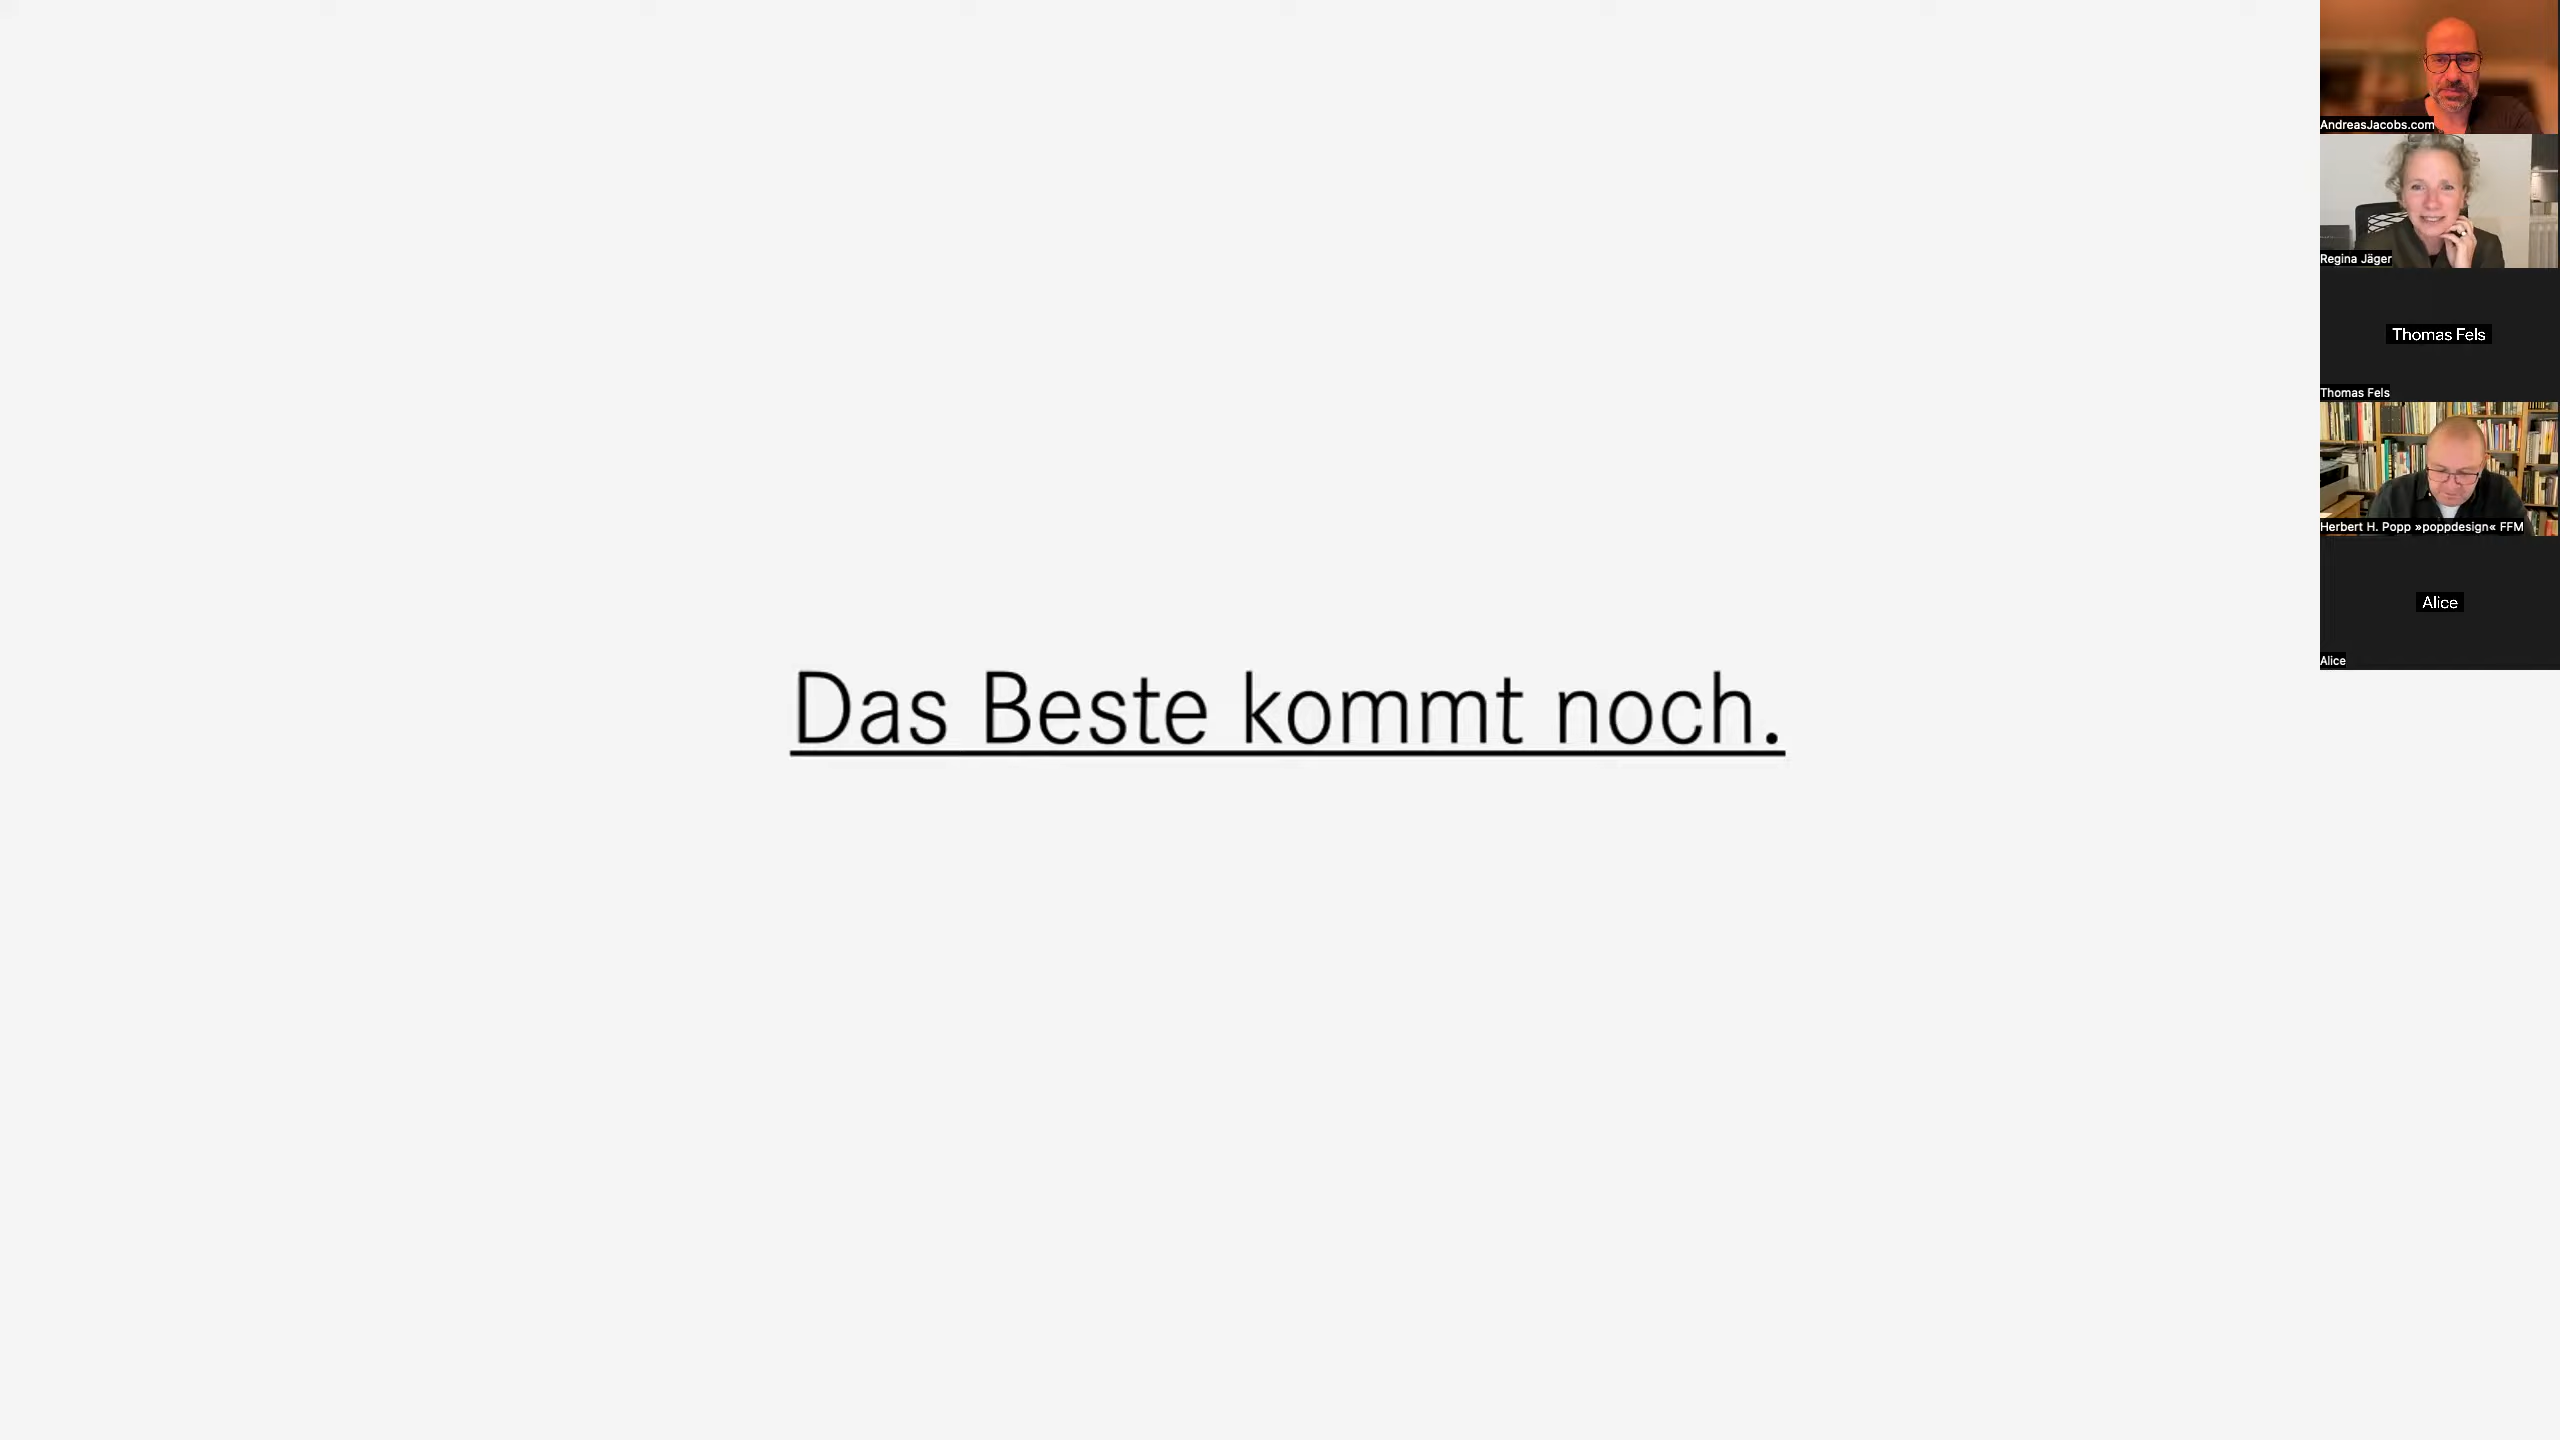 AndreasJacobs.com
Regina Jäger
Thomas Fels
Thomas Fels
Herbert H. Popp »poppdesign« FFM
Alice
Alice
Das Beste kommt noch.